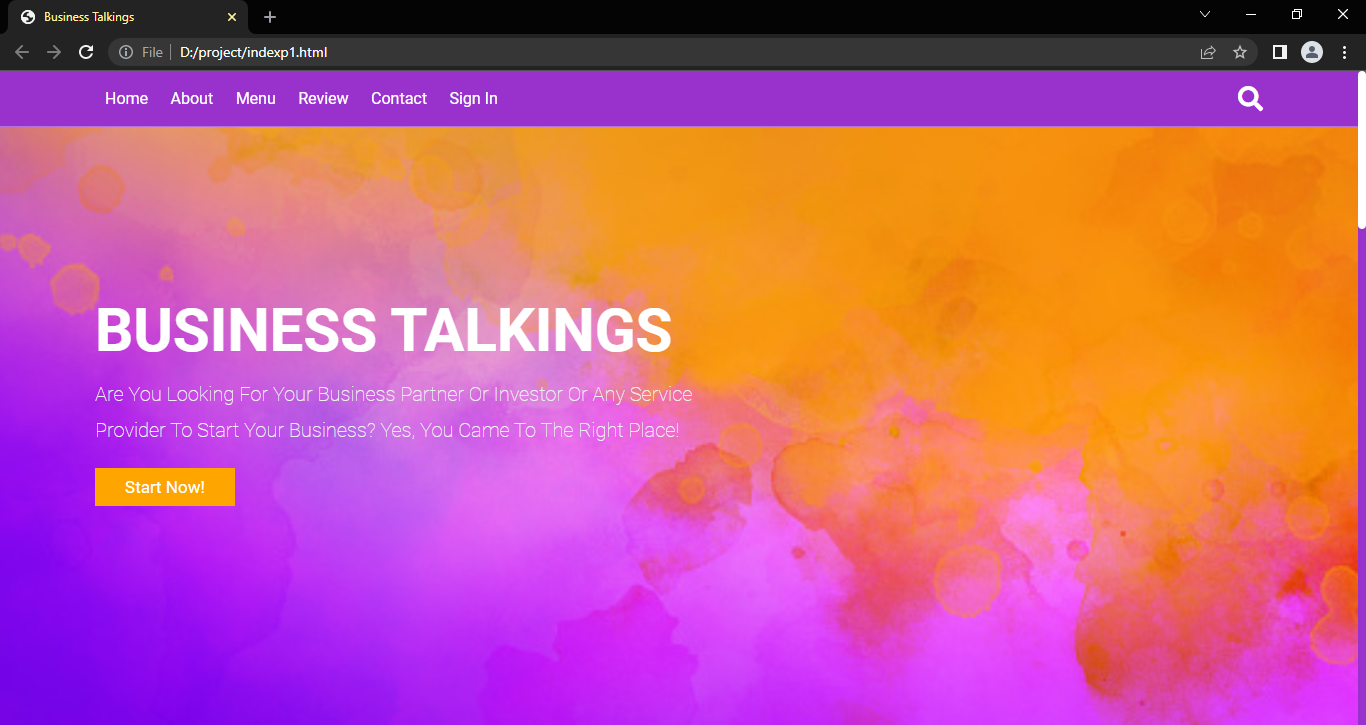 Business Talkings
File D:/project/indexp1.html
Home About Menu Review Contact Sign In
BUSINESS TALKINGS
Are You Looking For Your Business Partner Or Investor Or Any Service
Provider To Start Your Business? Yes, You Came To The Right Place!
Start Now!